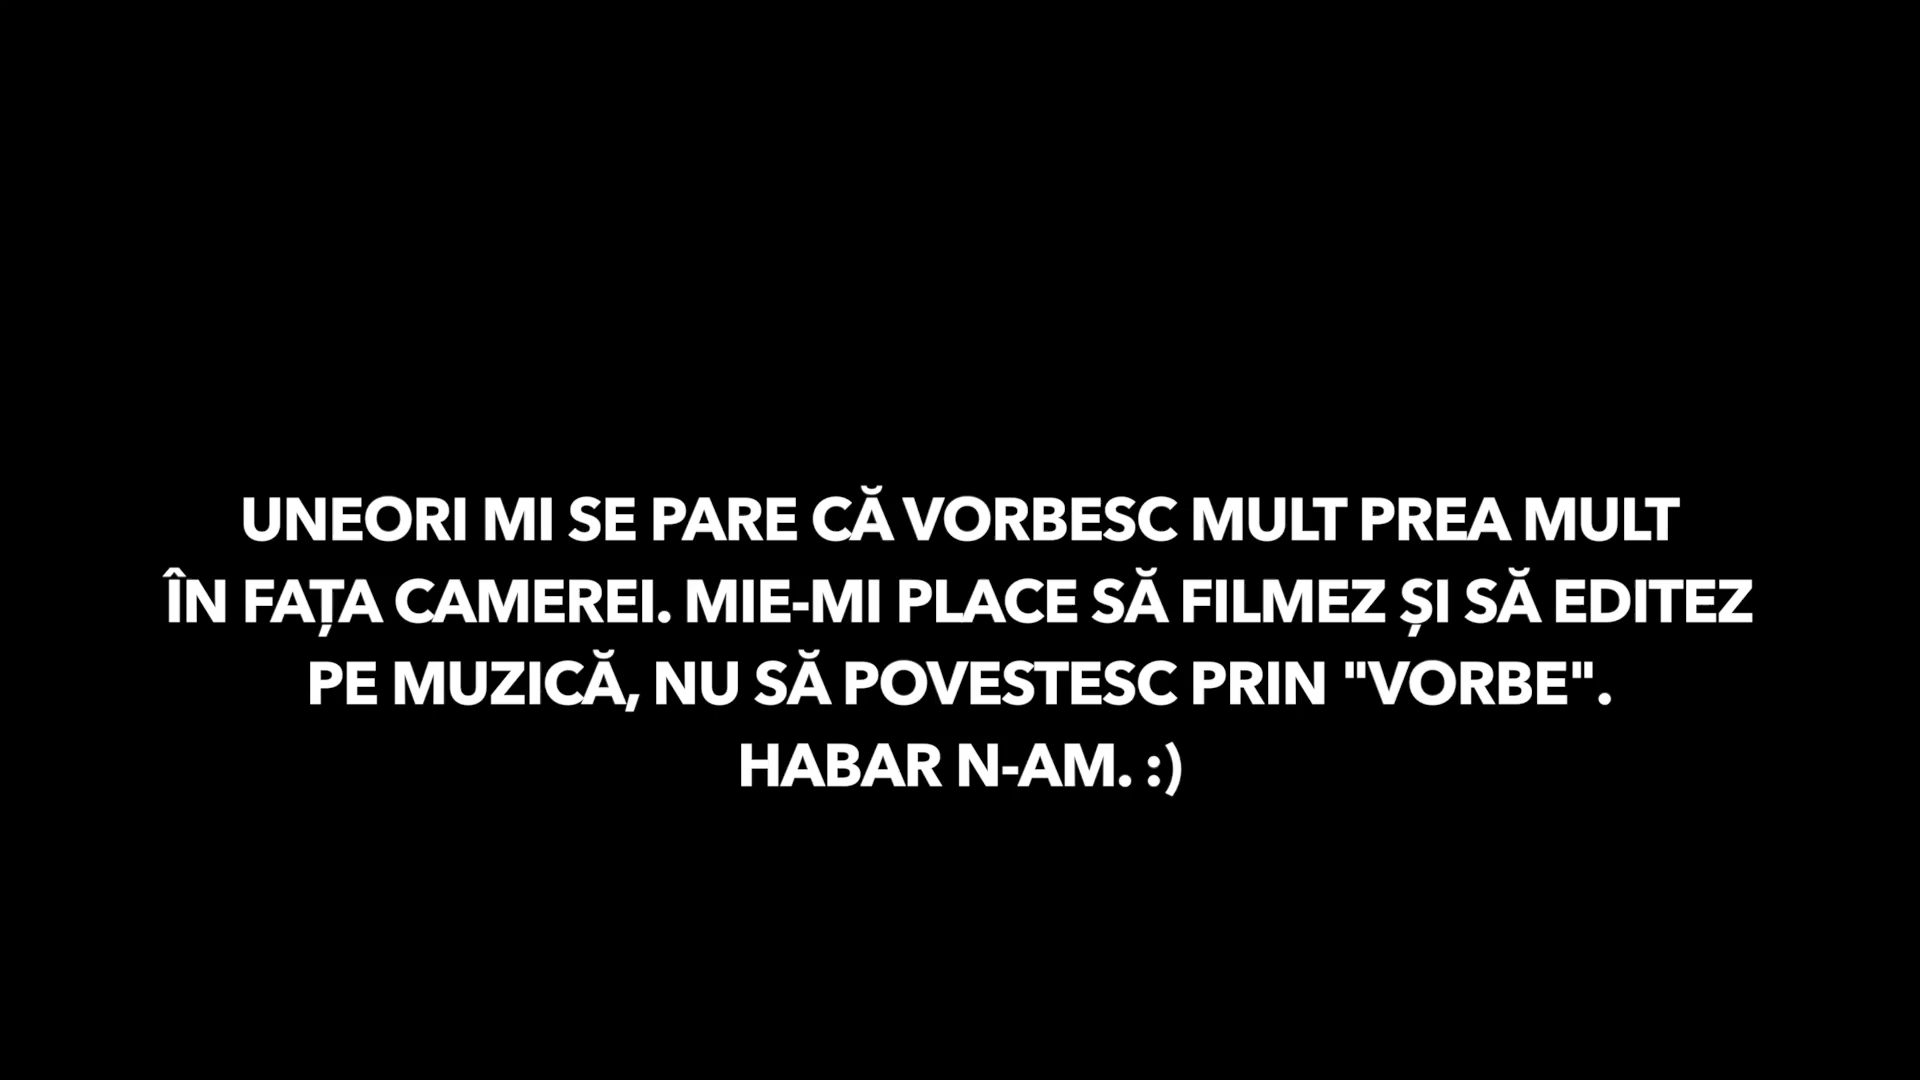 UNEORI MI SE PARE CĂ VORBESC MULT PREA MULT
ÎN FAȚA CAMEREI. MIE-MI PLACE SĂ FILMEZ ȘI SĂ EDITEZ
PE MUZICĂ, NU SĂ POVESTESC PRIN "VORBE".
HABAR N-AM. :)